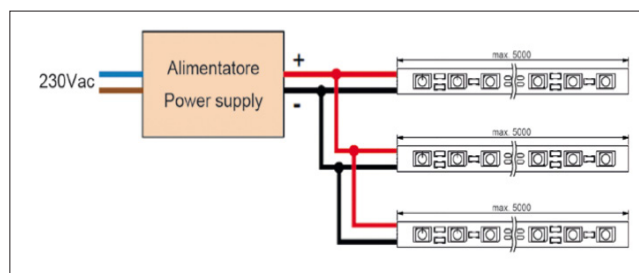 230Vac
Alimentatore
Power supply
+
-
max. 5000
max. 5000
max. 5000